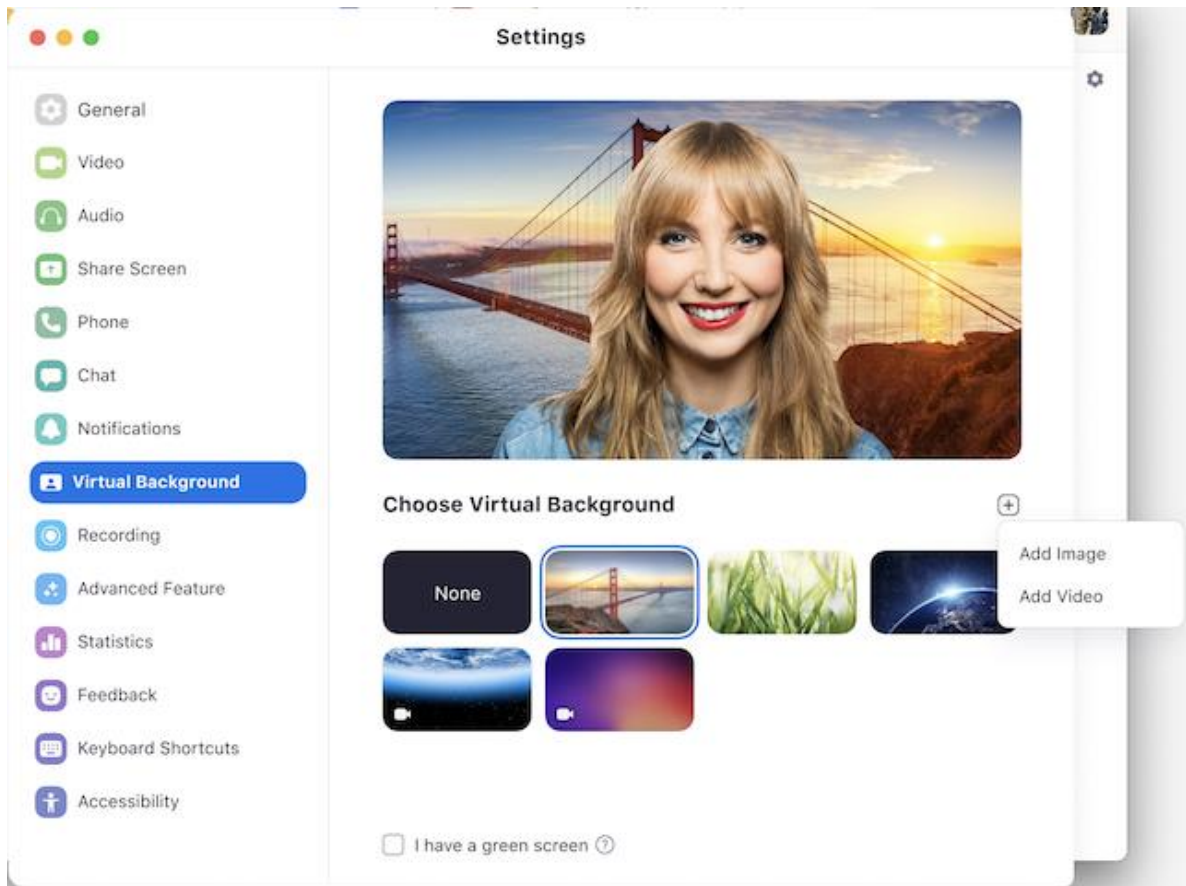 Settings
General
Video
Audio
Share Screen
Phone
Chat
Notifications
Virtual Background
Recording
Advanced Feature
Statistics
Feedback
Keyboard Shortcuts
Accessibility
Choose Virtual Background
Add Image
Add Video
None
I have a green screen ?